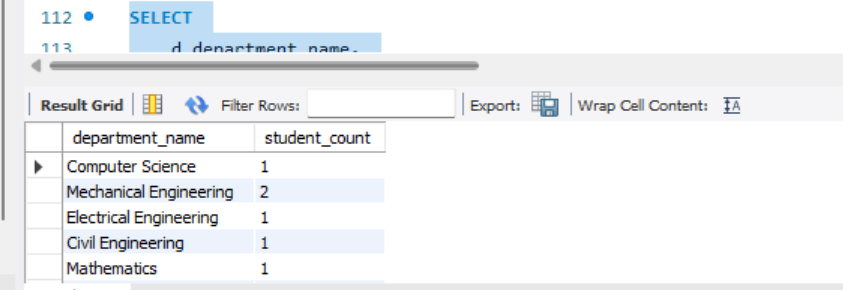 112 SELECT
113 d.department_name,
Result Grid Filter Rows: Export: Wrap Cell Content: IA
department_name student_count
Computer Science 1
Mechanical Engineering 2
Electrical Engineering 1
Civil Engineering 1
Mathematics 1